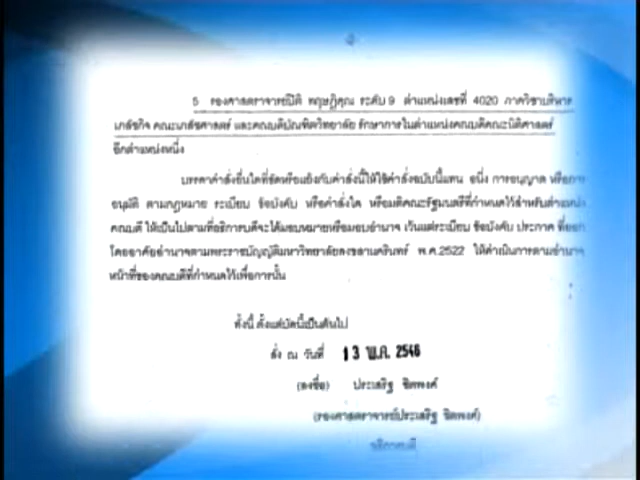 5 รองศาสตราจารย์ปิติ ทฤษฎิคุณ ระดับ 9 ตำแหน่งเลขที่ 4020 ภาควิชาบริหาร
เภสัชกิจ คณะเภสัชศาสตร์ และคณบดีบัณฑิตวิทยาลัย รักษาการในตำแหน่งคณบดีคณะนิติศาสตร์
อีกตำแหน่งหนึ่ง
บรรดาคำสั่งอื่นใดที่ขัดหรือแย้งกับคำสั่งนี้ให้ใช้คำสั่งฉบับนี้แทน อนึ่ง การอนุญาต หรือการ
อนุมัติ ตามกฎหมาย ระเบียบ ข้อบังคับ หรือคำสั่งใด หรือมติคณะรัฐมนตรีที่กำหนดไว้สำหรับตำแหน่ง
คณบดี ให้เป็นไปตามที่อธิการบดีจะได้มอบหมายหรือมอบอำนาจ เว้นแต่ระเบียบ ข้อบังคับ ประกาศ ที่ออก
โดยอาศัยอำนาจตามพระราชบัญญัติมหาวิทยาลัยสงขลานครินทร์ พ.ศ.2522 ให้ดำเนินการตามอำนาจ
หน้าที่ของคณบดีที่กำหนดไว้เพื่อการนั้น
ทั้งนี้ ตั้งแต่บัดนี้เป็นต้นไป
สั่ง ณ วันที่ 13 พ.ค. 2546
(ลงชื่อ) ประเสริฐ ชิตพงศ์
(รองศาสตราจารย์ประเสริฐ ชิตพงศ์)
อธิการบดี